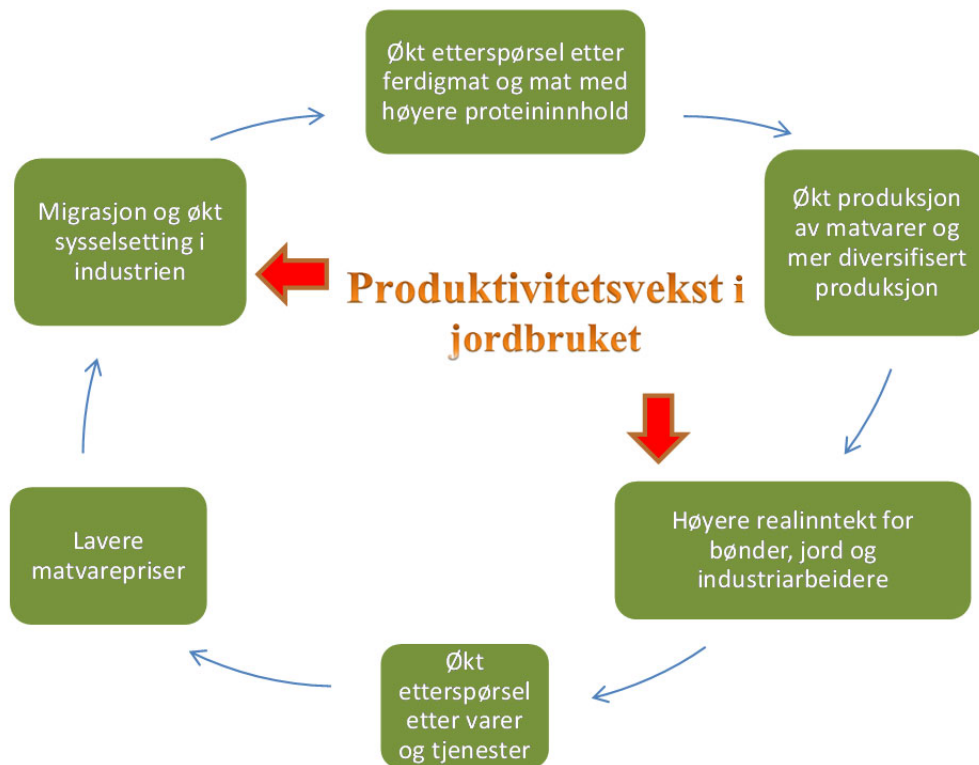 Økt etterspørsel etter
ferdigmat og mat med
høyere proteininnhold
Økt produksjon
av matvarer og
mer diversifisert
produksjon
Høyere realinntekt for
bønder, jord og
industriarbeidere
Økt
etterspørsel
etter varer
og tjenester
Lavere
matvarepriser
Migrasjon og økt
sysselsetting i
industrien
Produktivitetsvekst i
jordbruket